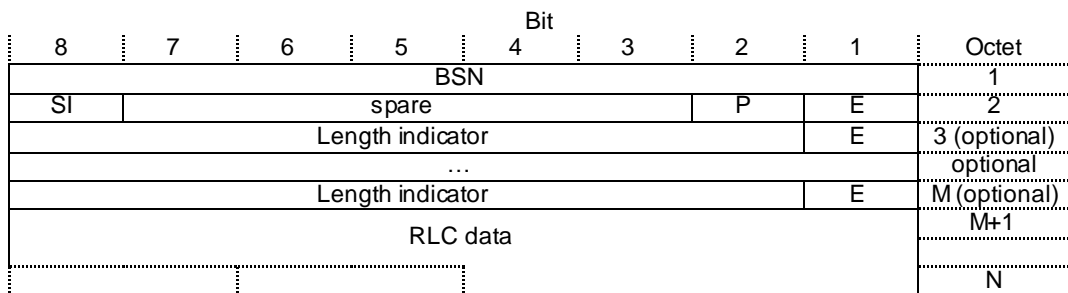 Bit
8 7 6 5 4 3 2 1 Octet
BSN 1
SI spare P E 2
Length indicator E 3 (optional)
... optional
Length indicator E M (optional)
RLC data M+1
N